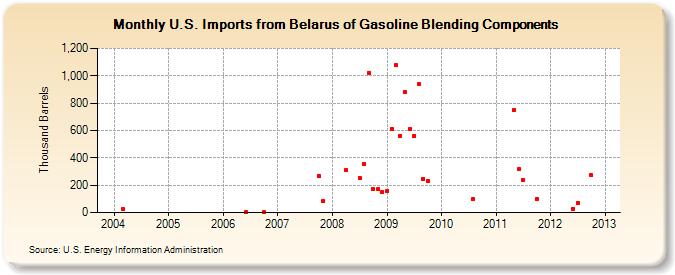 Monthly U.S. Imports from Belarus of Gasoline Blending Components
Thousand Barrels
1,200
1,000
800
600
400
200
0
2004 2005 2006 2007 2008 2009 2010 2011 2012 2013
Source: U.S. Energy Information Administration